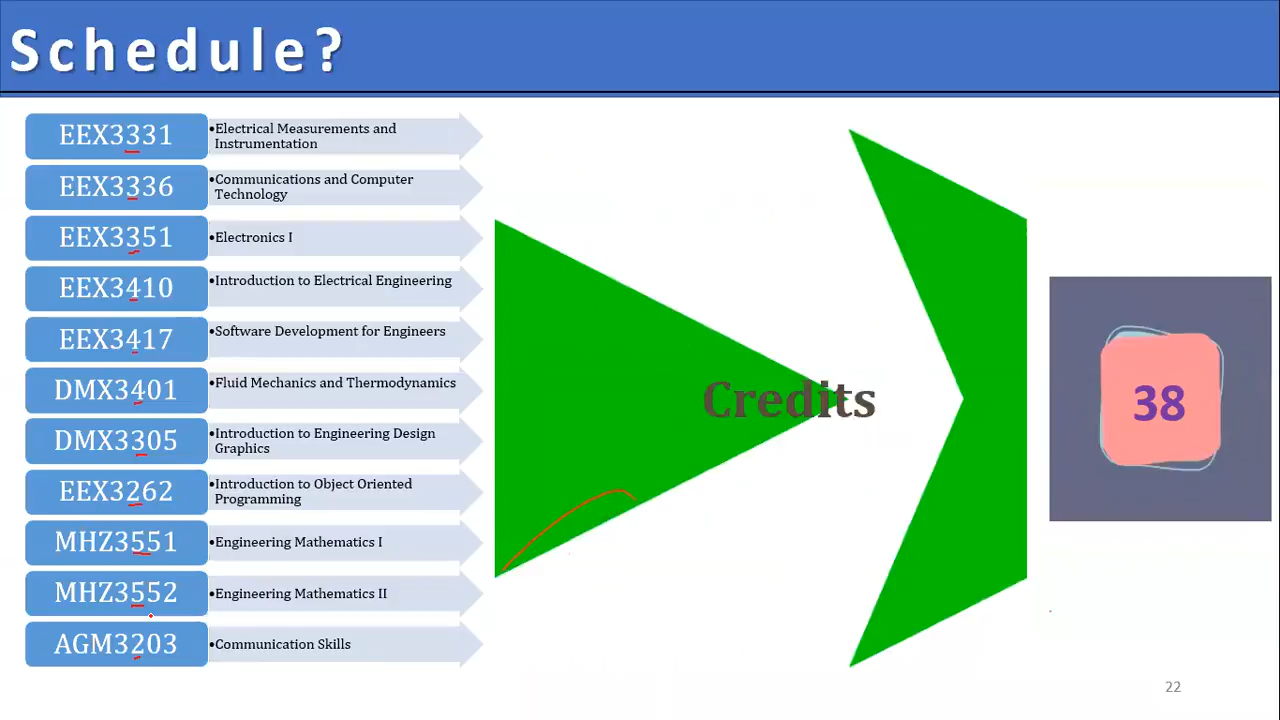 Schedule?
EEX3331
•Electrical Measurements and
Instrumentation
EEX3336
•Communications and Computer
Technology
EEX3351
•Electronics I
EEX3410
•Introduction to Electrical Engineering
EEX3417
•Software Development for Engineers
DMX3401
•Fluid Mechanics and Thermodynamics
DMX3305
•Introduction to Engineering Design
Graphics
EEX3262
•Introduction to Object Oriented
Programming
MHZ3551
•Engineering Mathematics I
MHZ3552
•Engineering Mathematics II
AGM3203
•Communication Skills
Credits
38
22